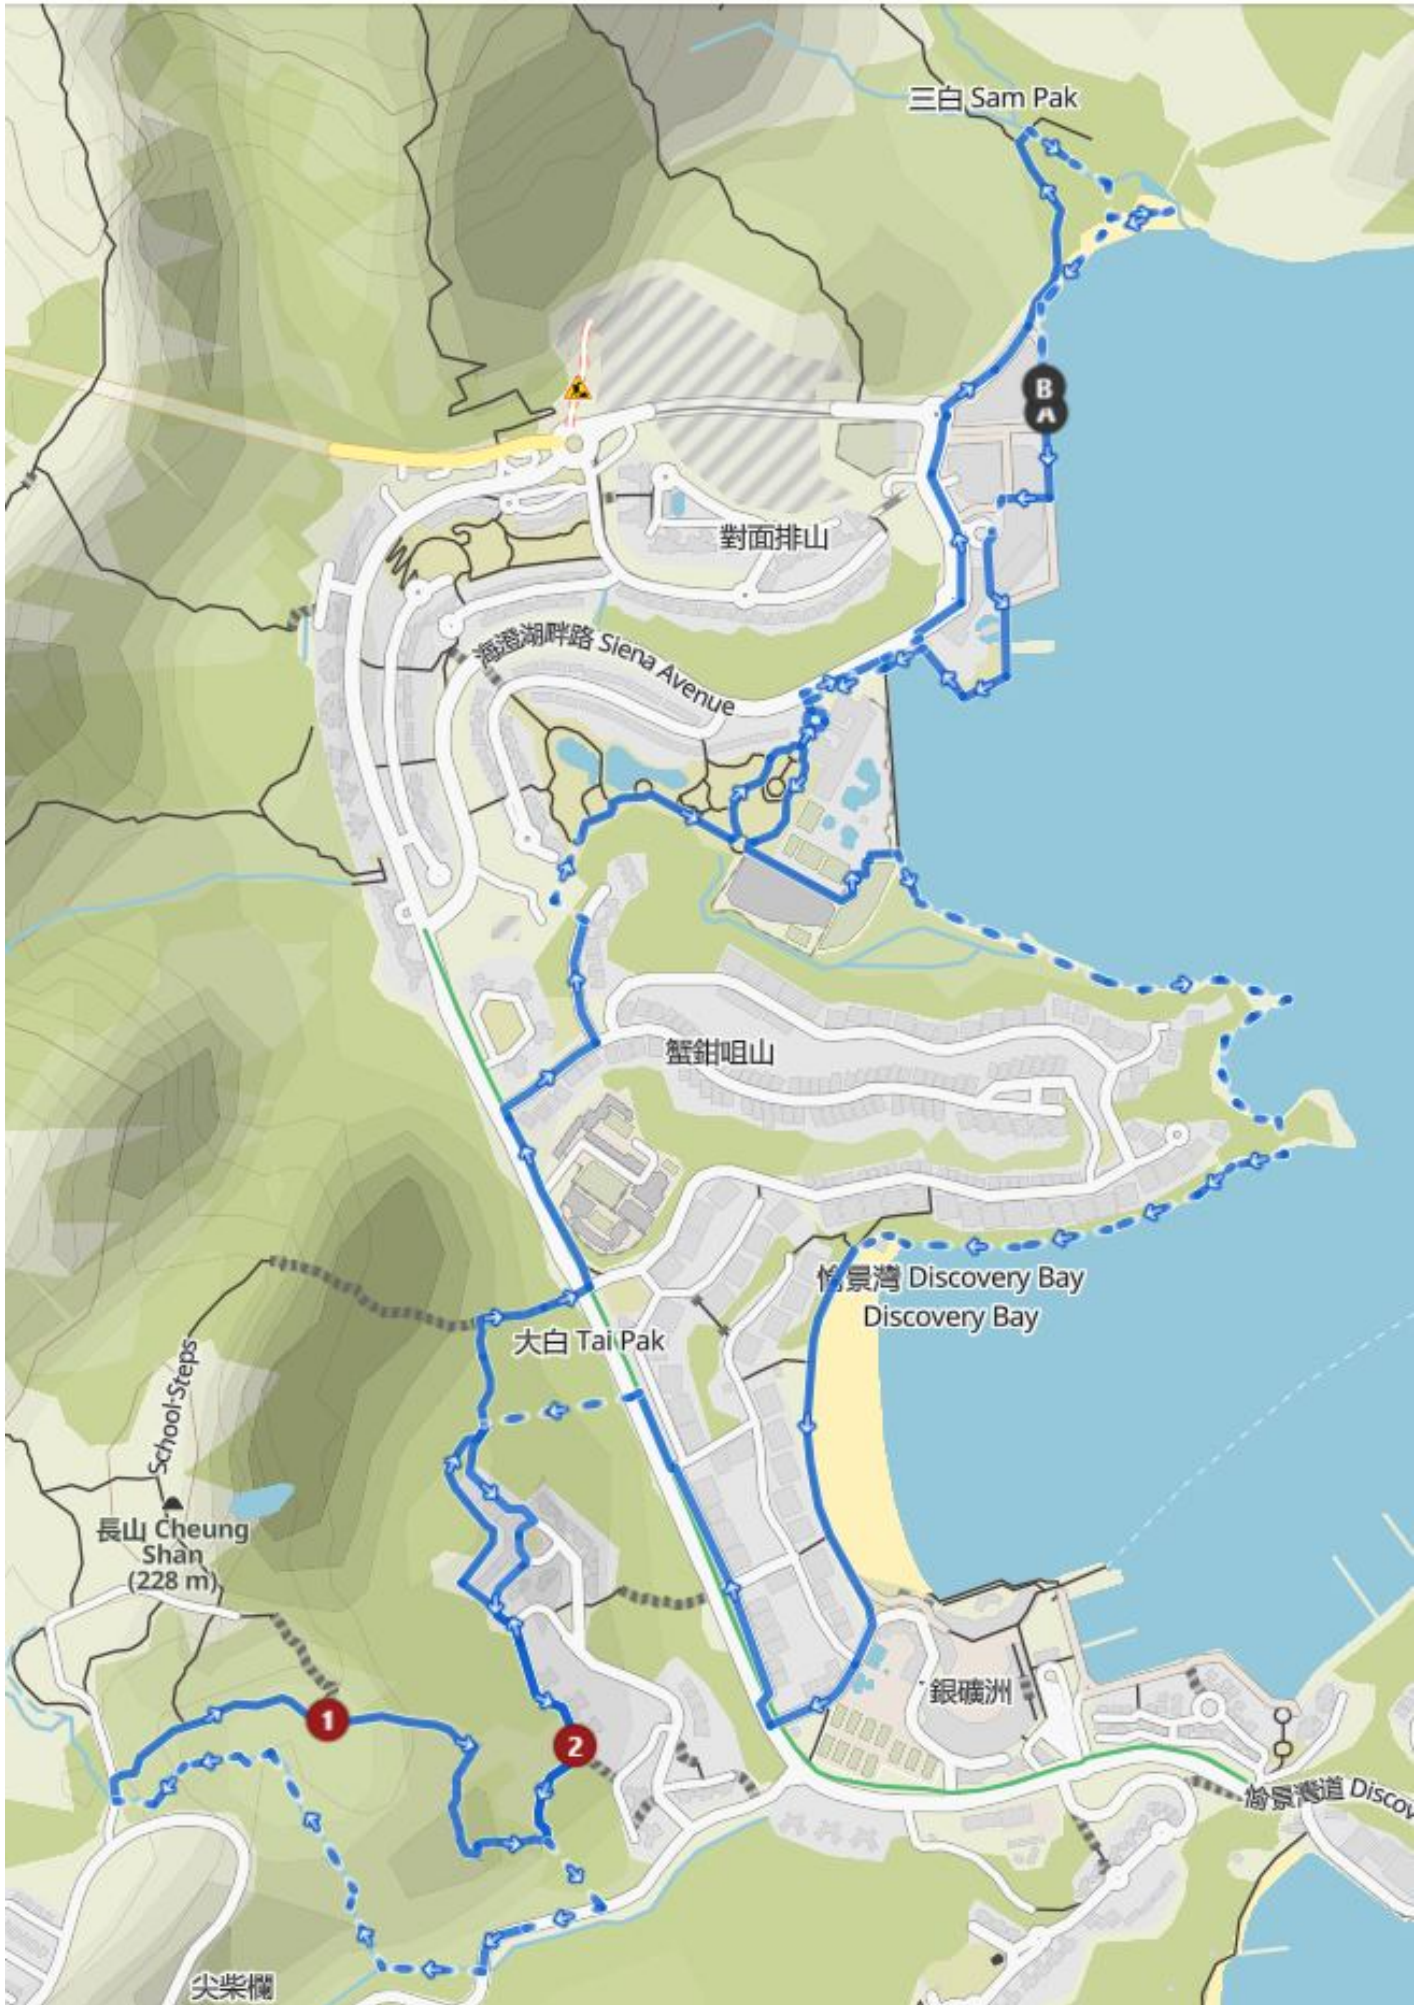 三白 Sam Pak
B
A
對面排山
海澄湖畔路 Siena Avenue
蟹鉗咀山
愉景灣 Discovery Bay
Discovery Bay
大白 Tai Pak
School Steps
長山 Cheung
Shan
(228 m)
1
2
銀礦洲
愉景灣道 Discov
尖柴欄